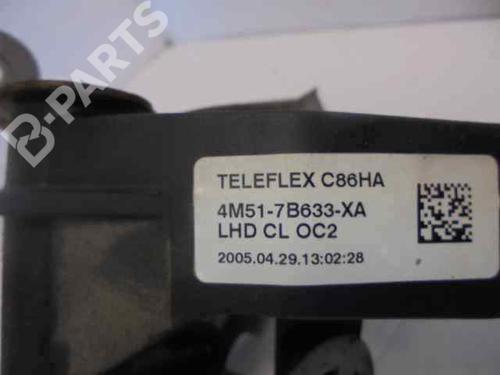 B-PARTS
TELEFLEX C86HA
4M51-7B633-XA
LHD CL OC2
2005.04.29.13:02:28